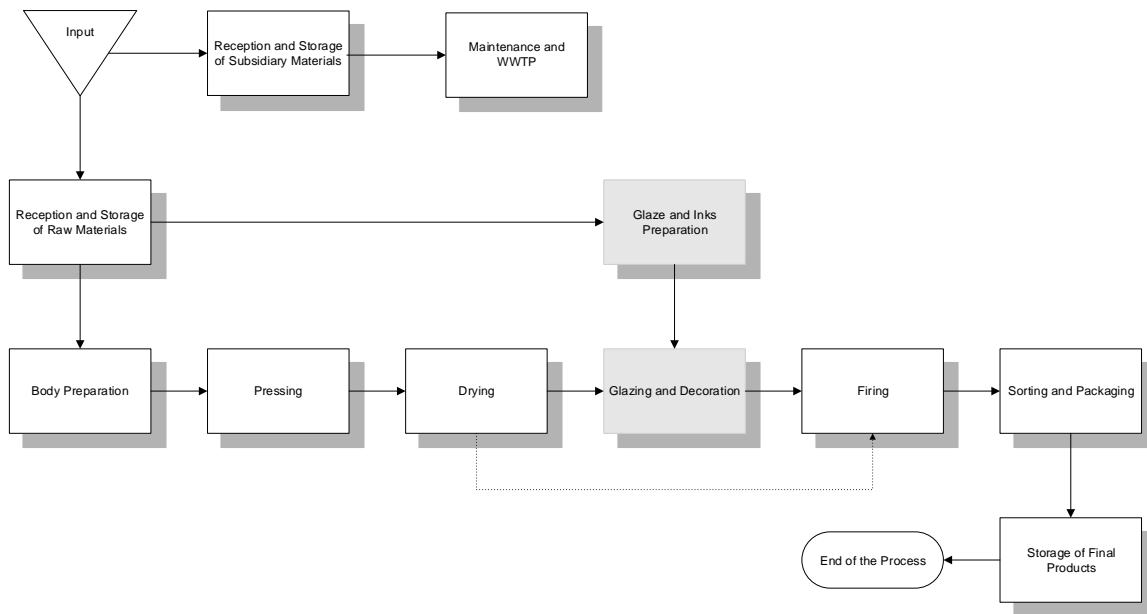 Input
Reception and Storage
of Subsidiary Materials
Maintenance and
WWTP
Reception and Storage
of Raw Materials
Glaze and Inks
Preparation
Body Preparation
Pressing
Drying
Glazing and Decoration
Firing
Sorting and Packaging
End of the Process
Storage of Final
Products